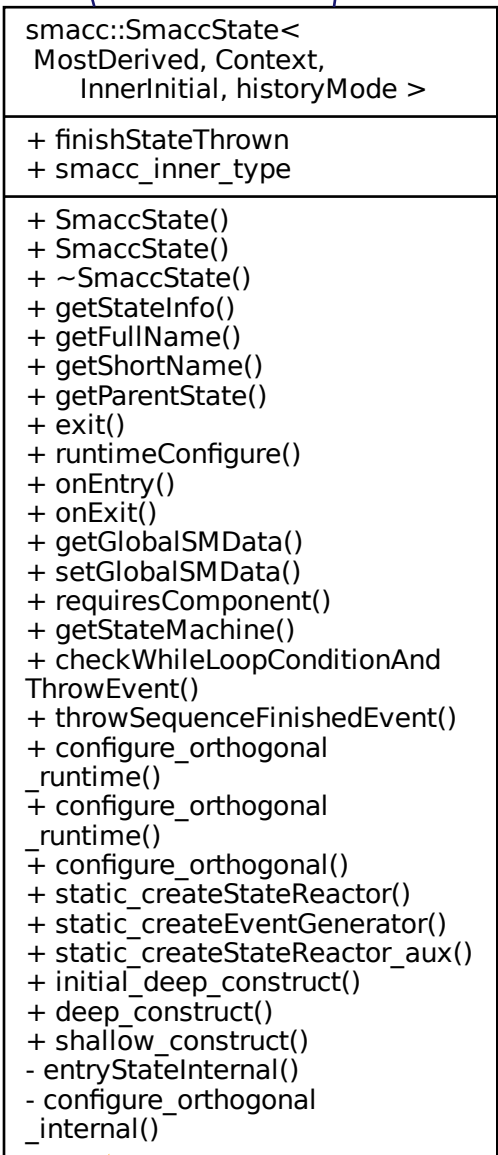 smacc::SmaccState<
MostDerived, Context,
InnerInitial, historyMode >
+ finishStateThrown
+ smacc_inner_type
+ SmaccState()
+ SmaccState()
+ ~SmaccState()
+ getStateInfo()
+ getFullName()
+ getShortName()
+ getParentState()
+ exit()
+ runtimeConfigure()
+ onEntry()
+ onExit()
+ getGlobalSMData()
+ setGlobalSMData()
+ requiresComponent()
+ getStateMachine()
+ checkWhileLoopConditionAnd
ThrowEvent()
+ throwSequenceFinishedEvent()
+ configure_orthogonal
_runtime()
+ configure_orthogonal
_runtime()
+ configure_orthogonal()
+ static_createStateReactor()
+ static_createEventGenerator()
+ static_createStateReactor_aux()
+ initial_deep_construct()
+ deep_construct()
+ shallow_construct()
- entryStateInternal()
- configure_orthogonal
_internal()